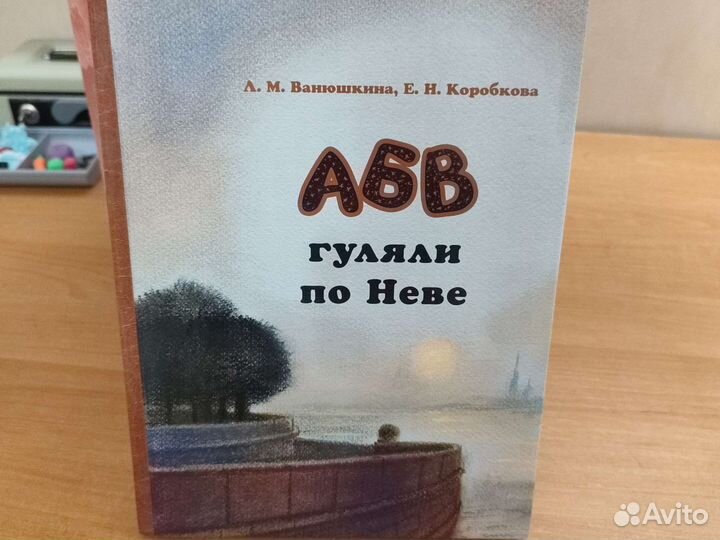 Л. М. Ванюшкина, Е. Н. Коробкова
АБВ
гуляли
по Неве
Avito